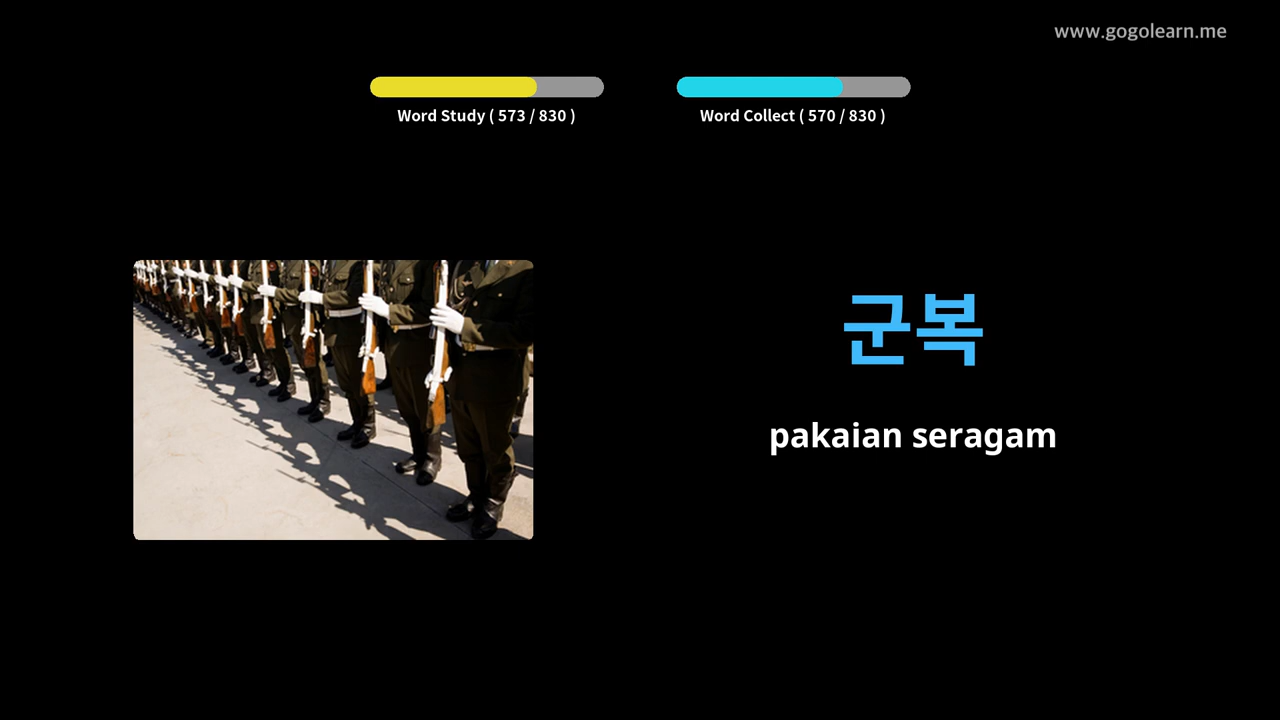 www.gogolearn.me
Word Study ( 573 / 830 )
Word Collect ( 570 / 830 )
군복
pakaian seragam